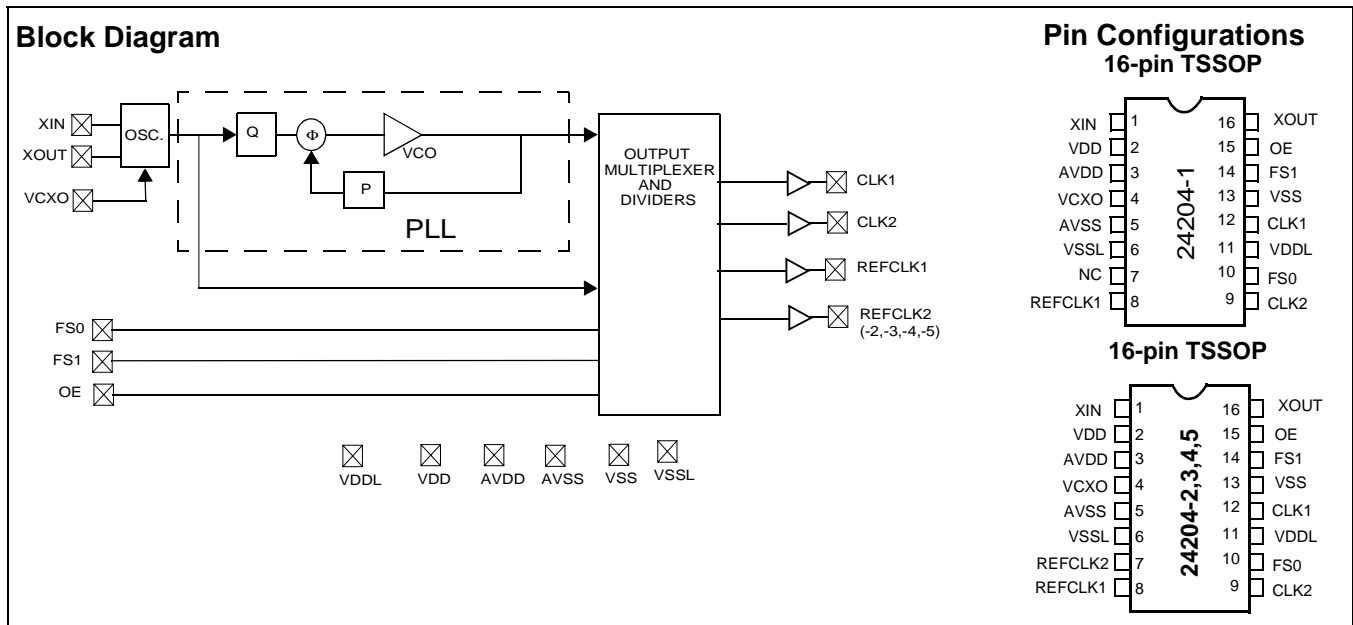 Block Diagram
XIN
XOUT
VCXO
OSC.
Q
Φ
VCO
P
PLL
OUTPUT
MULTIPLEXER
AND
DIVIDERS
CLK1
CLK2
REFCLK1
REFCLK2
(-2,-3,-4,-5)
FS0
FS1
OE
VDDL
VDD
AVDD
AVSS
VSS
VSSL
Pin Configurations
16-pin TSSOP
24204-1
XIN 1 16 XOUT
VDD 2 15 OE
AVDD 3 14 FS1
VCXO 4 13 VSS
AVSS 5 12 CLK1
VSSL 6 11 VDDL
NC 7 10 FS0
REFCLK1 8 9 CLK2
16-pin TSSOP
24204-2,3,4,5
XIN 1 16 XOUT
VDD 2 15 OE
AVDD 3 14 FS1
VCXO 4 13 VSS
AVSS 5 12 CLK1
VSSL 6 11 VDDL
REFCLK2 7 10 FS0
REFCLK1 8 9 CLK2